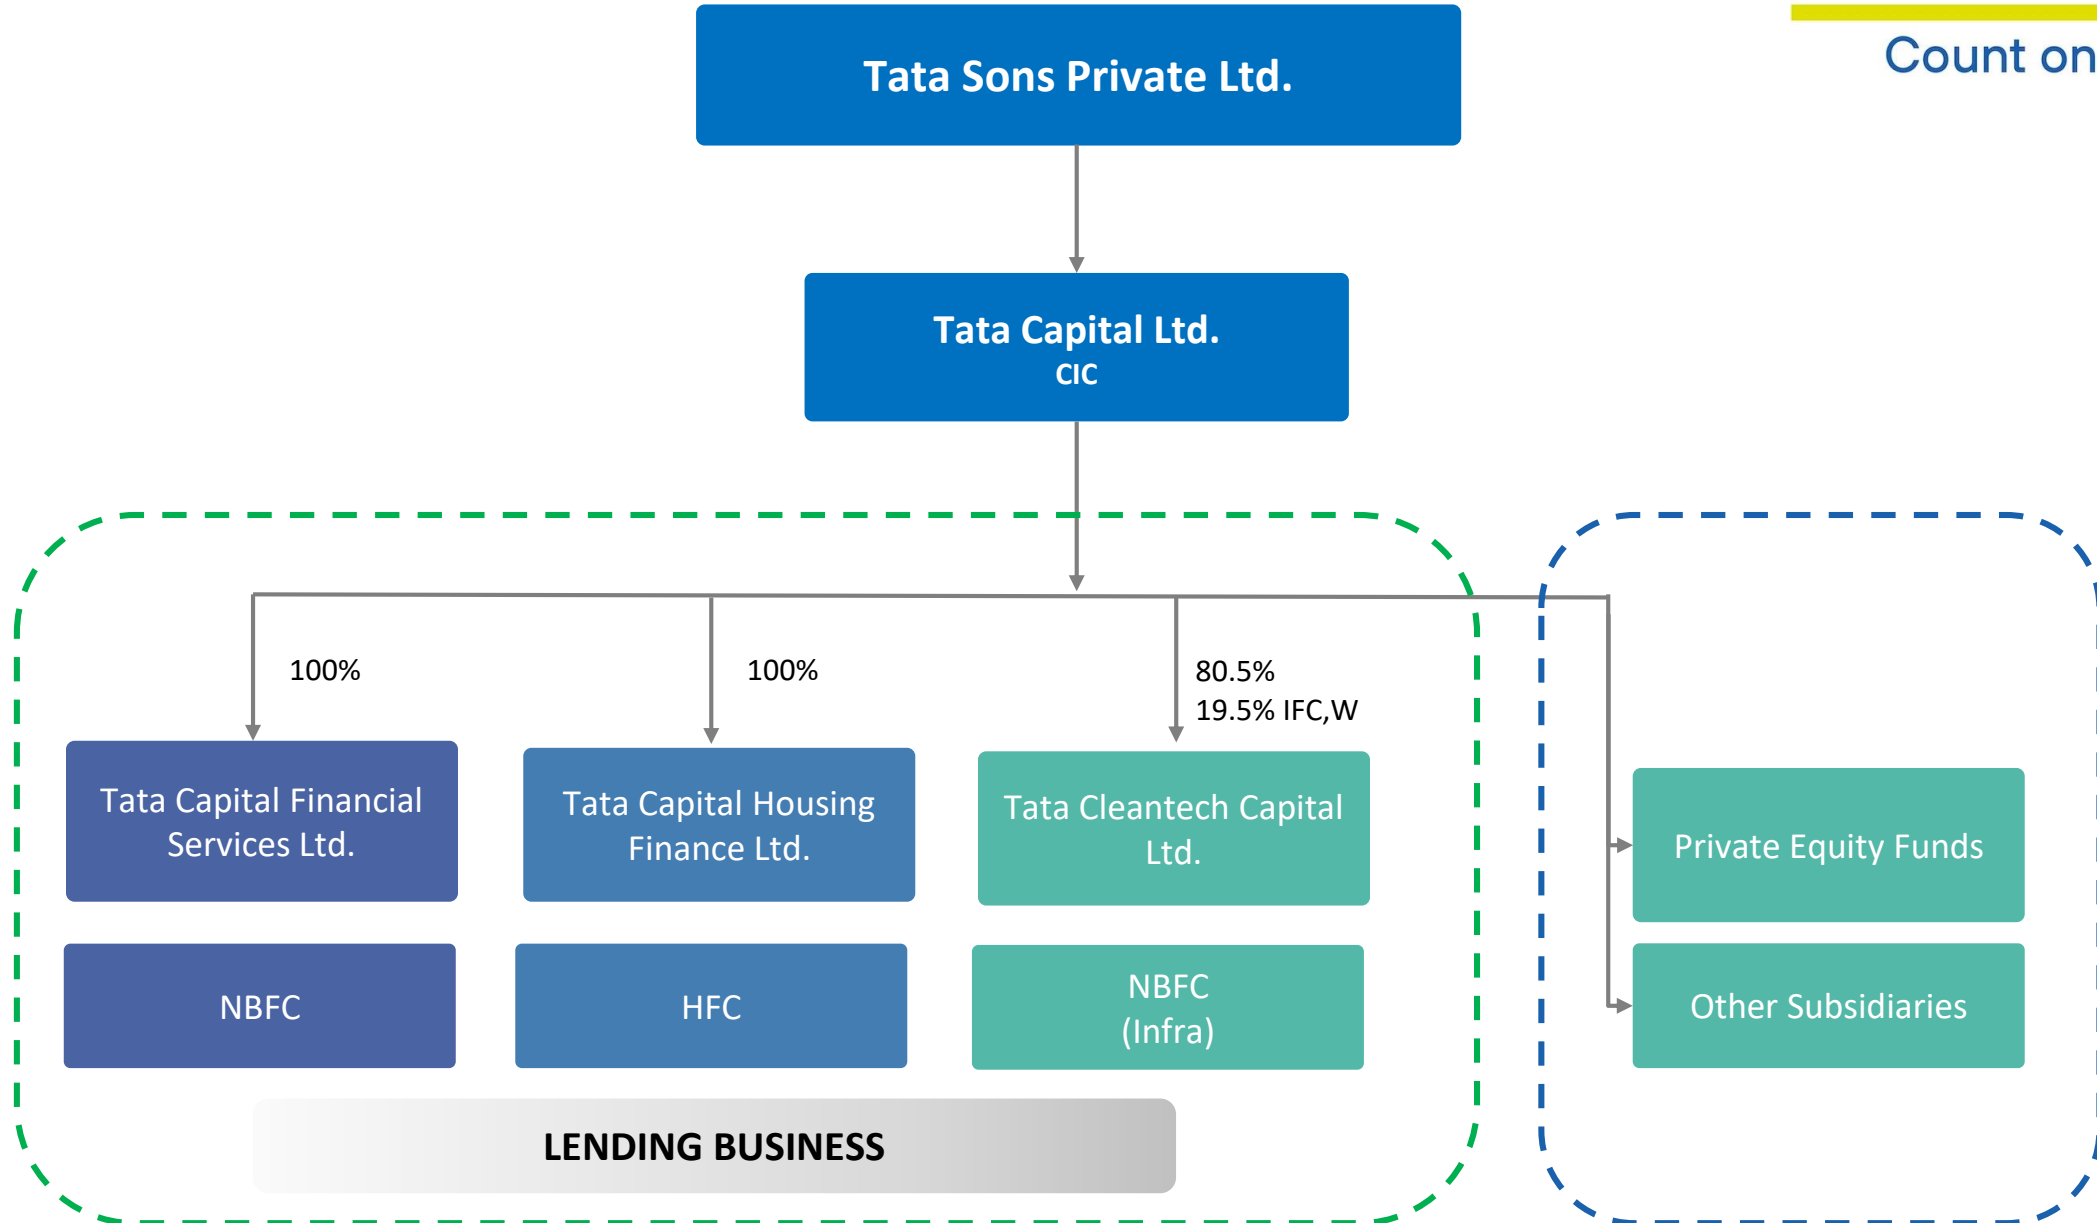 Count on
Tata Sons Private Ltd.
Tata Capital Ltd.
CIC
100%
100%
80.5%
19.5% IFC,W
Tata Capital Financial
Services Ltd.
Tata Capital Housing
Finance Ltd.
Tata Cleantech Capital
Ltd.
Private Equity Funds
NBFC
HFC
NBFC
(Infra)
Other Subsidiaries
LENDING BUSINESS